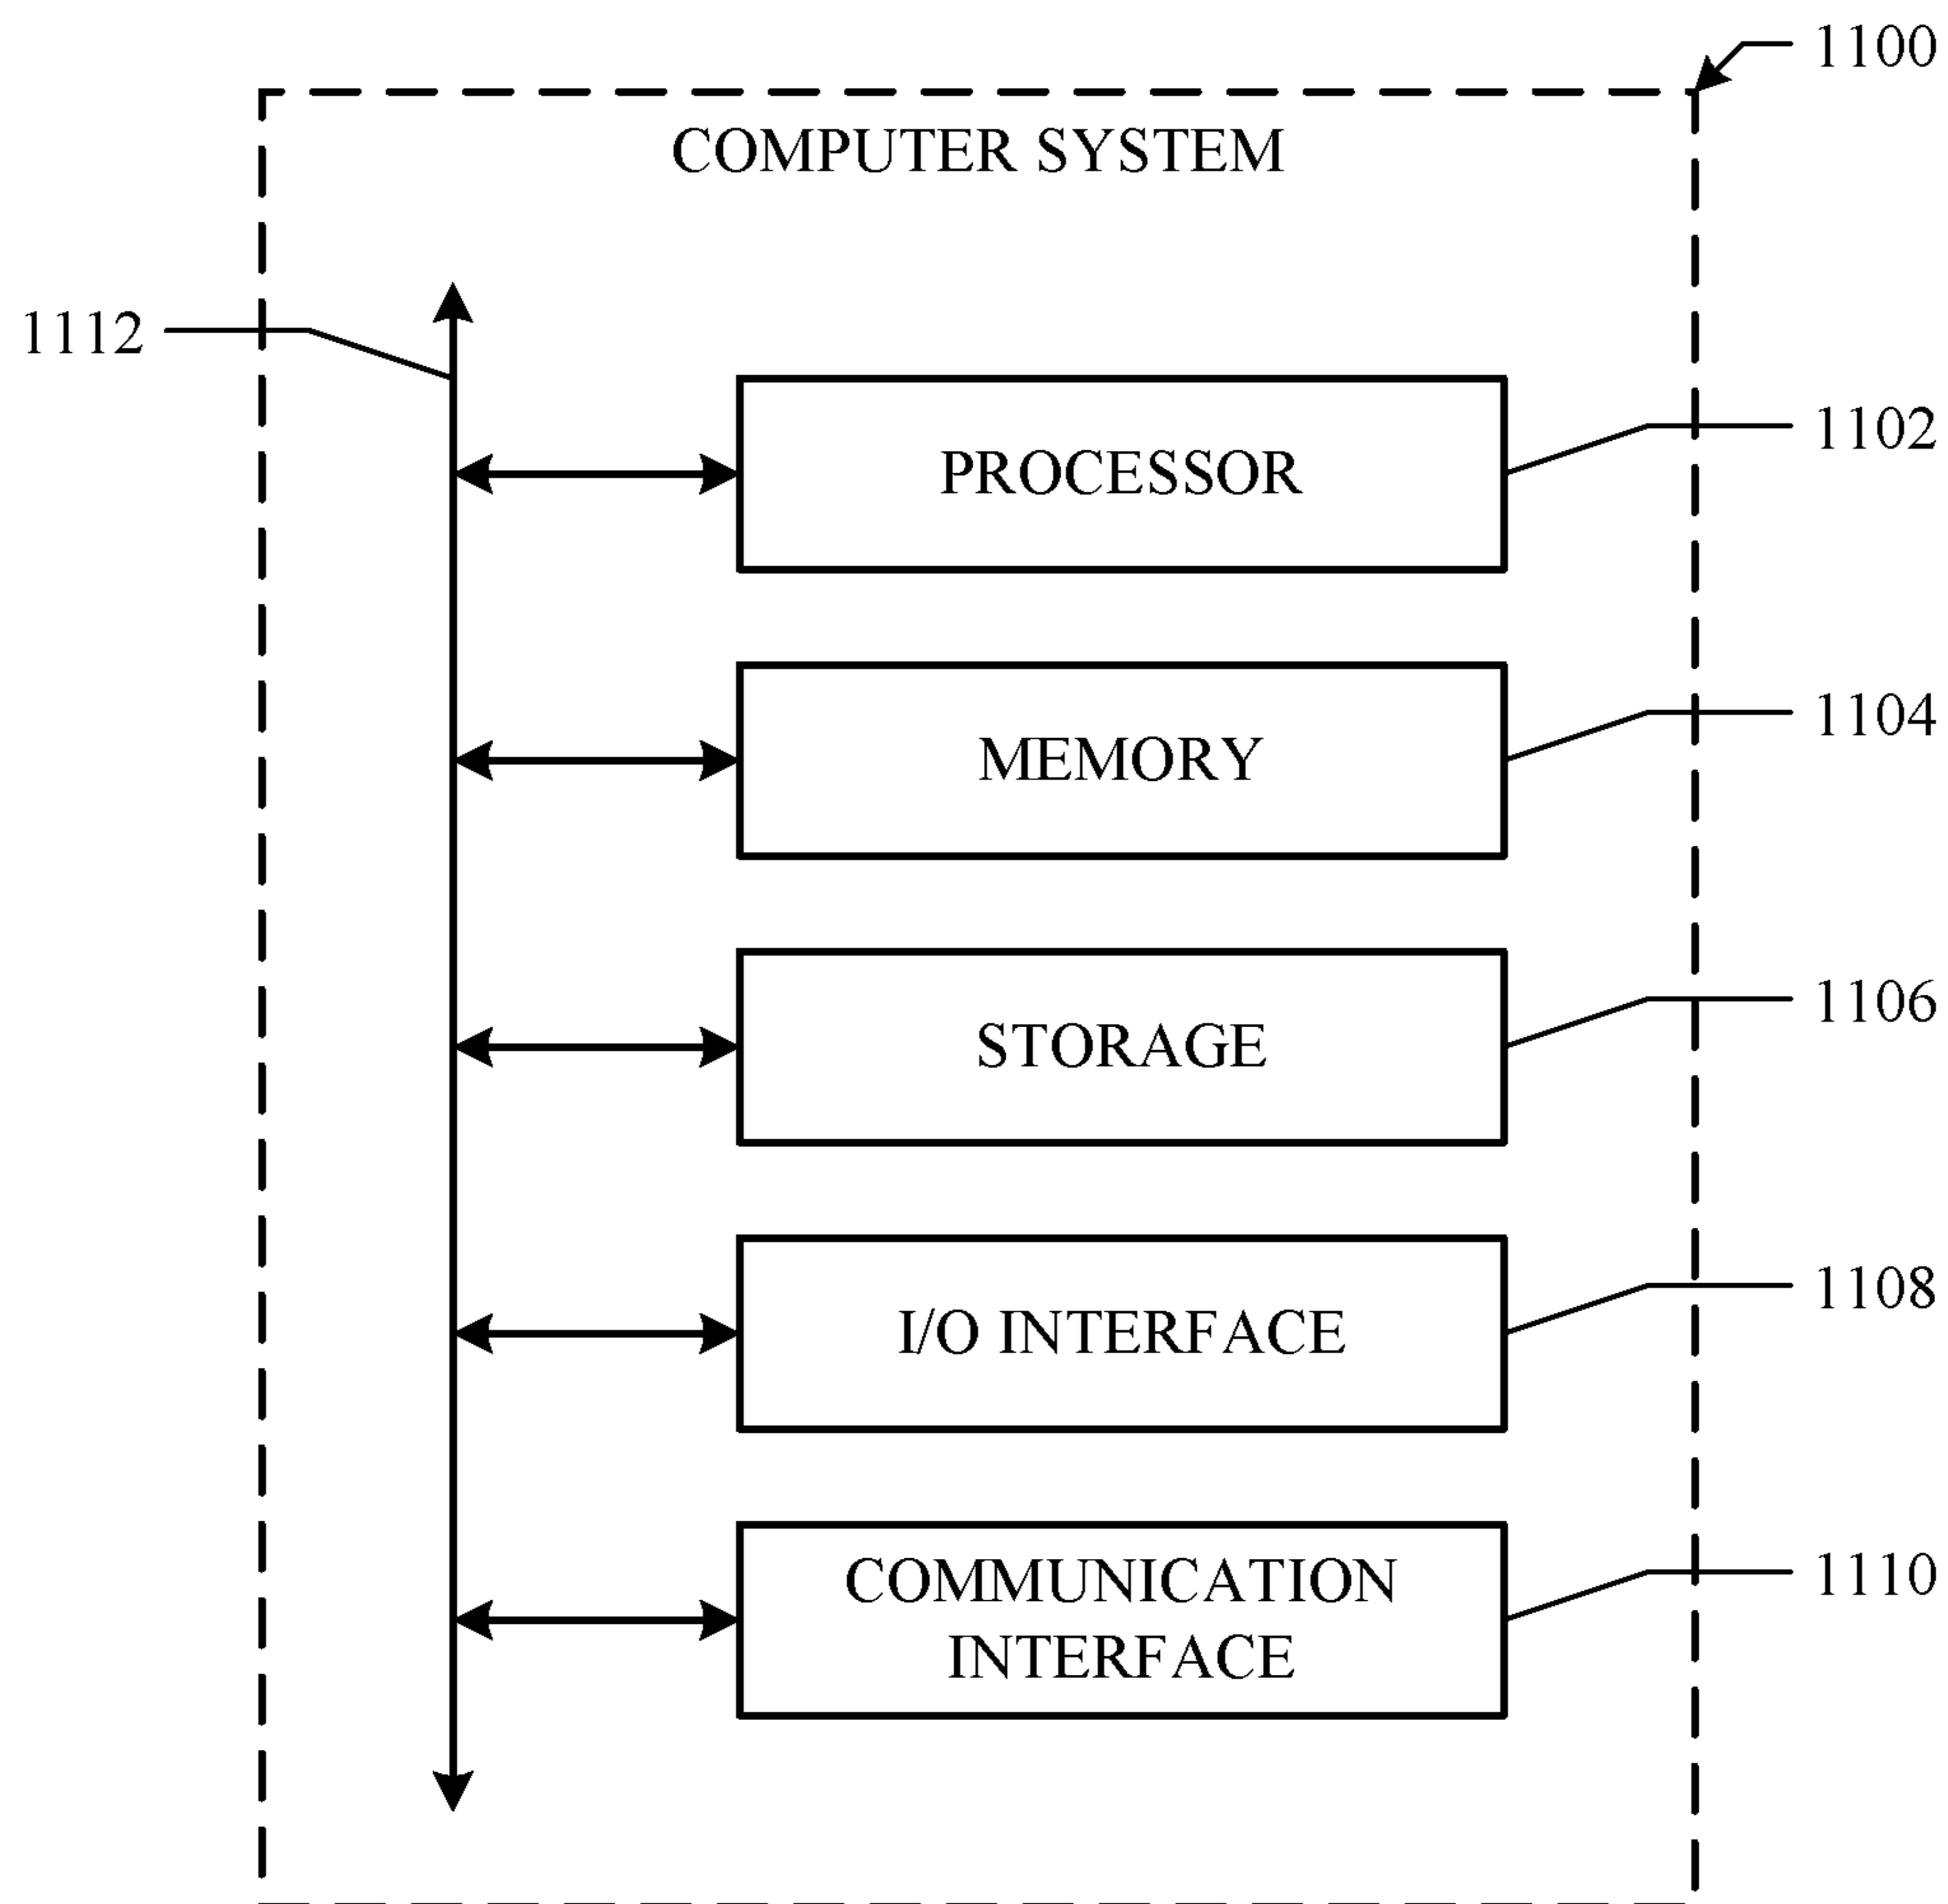 1100
COMPUTER SYSTEM
1112
PROCESSOR
1102
MEMORY
1104
STORAGE
1106
I/O INTERFACE
1108
COMMUNICATION
INTERFACE
1110